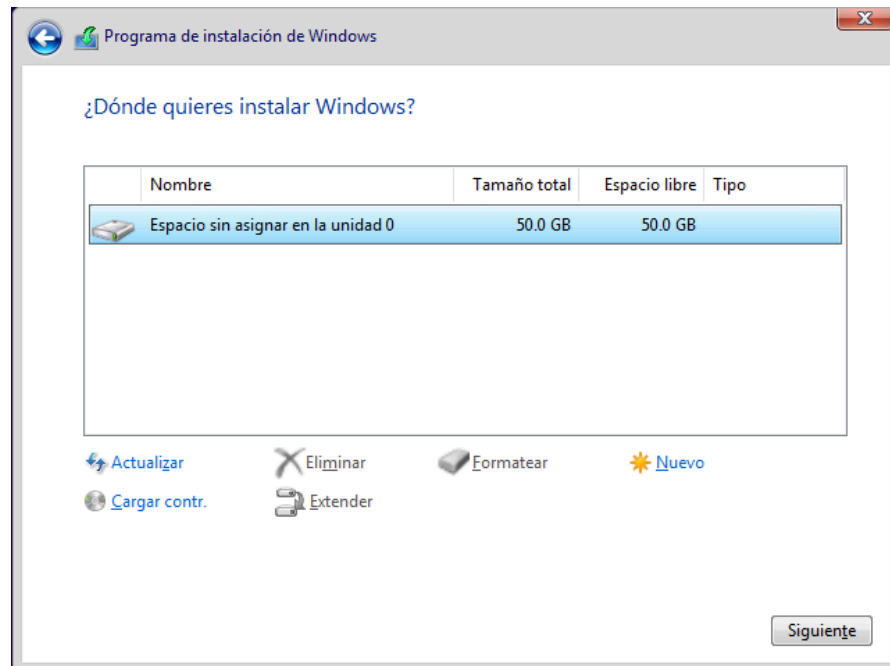 Programa de instalación de Windows
¿Dónde quieres instalar Windows?
Nombre Tamaño total Espacio libre Tipo
Espacio sin asignar en la unidad 0 50.0 GB 50.0 GB
Actualizar Eliminar Formatear Nuevo
Cargar contr. Extender
Siguiente